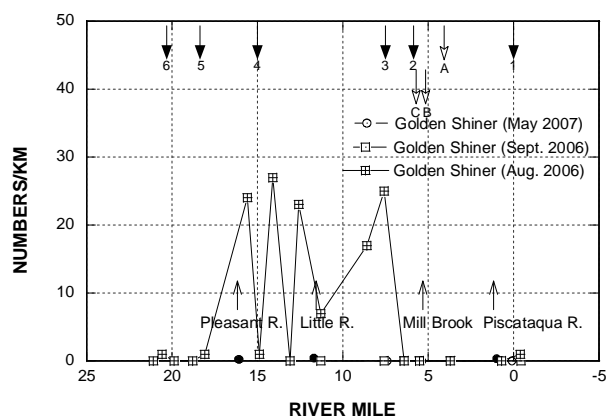 50
40
30
20
10
0
NUMBERS/KM
6 5 4 3 2 A 1
C B
Golden Shiner (May 2007)
Golden Shiner (Sept. 2006)
Golden Shiner (Aug. 2006)
Pleasant R. Little R. Mill Brook Piscataqua R.
25 20 15 10 5 0 -5
RIVER MILE